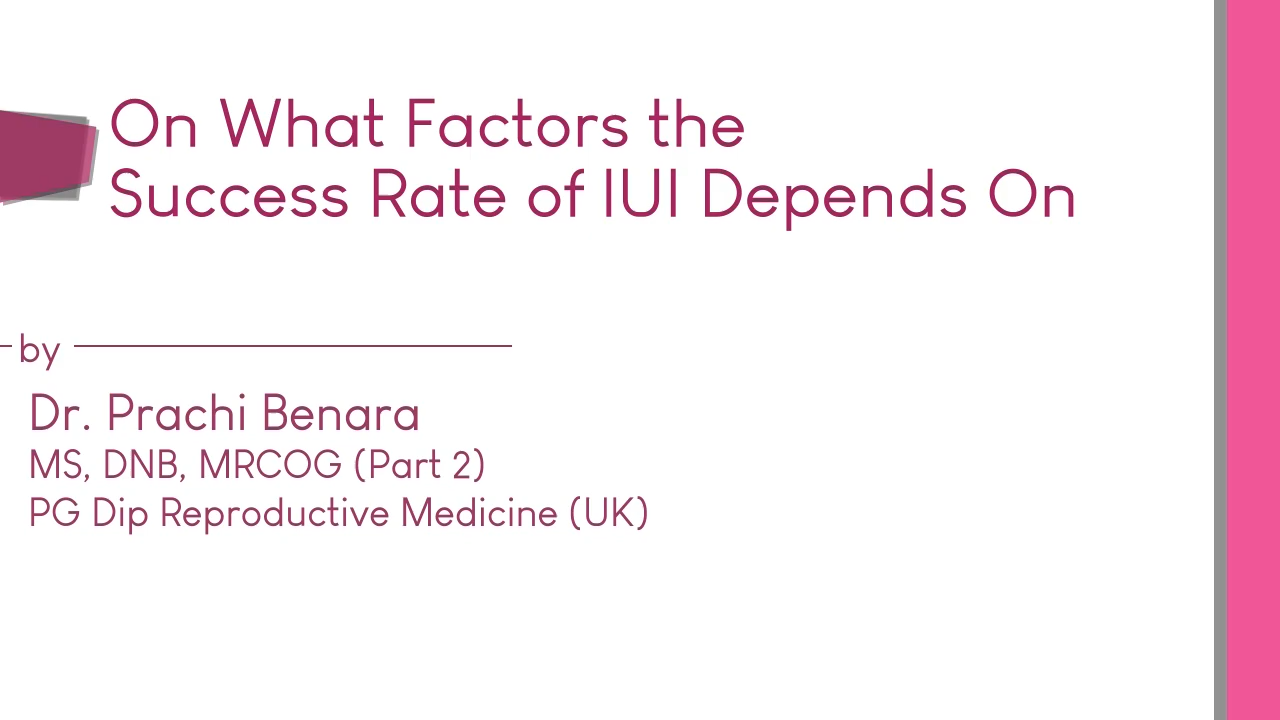 On What Factors the
Success Rate of IUI Depends On
by
Dr. Prachi Benara
MS, DNB, MRCOG (Part 2)
PG Dip Reproductive Medicine (UK)